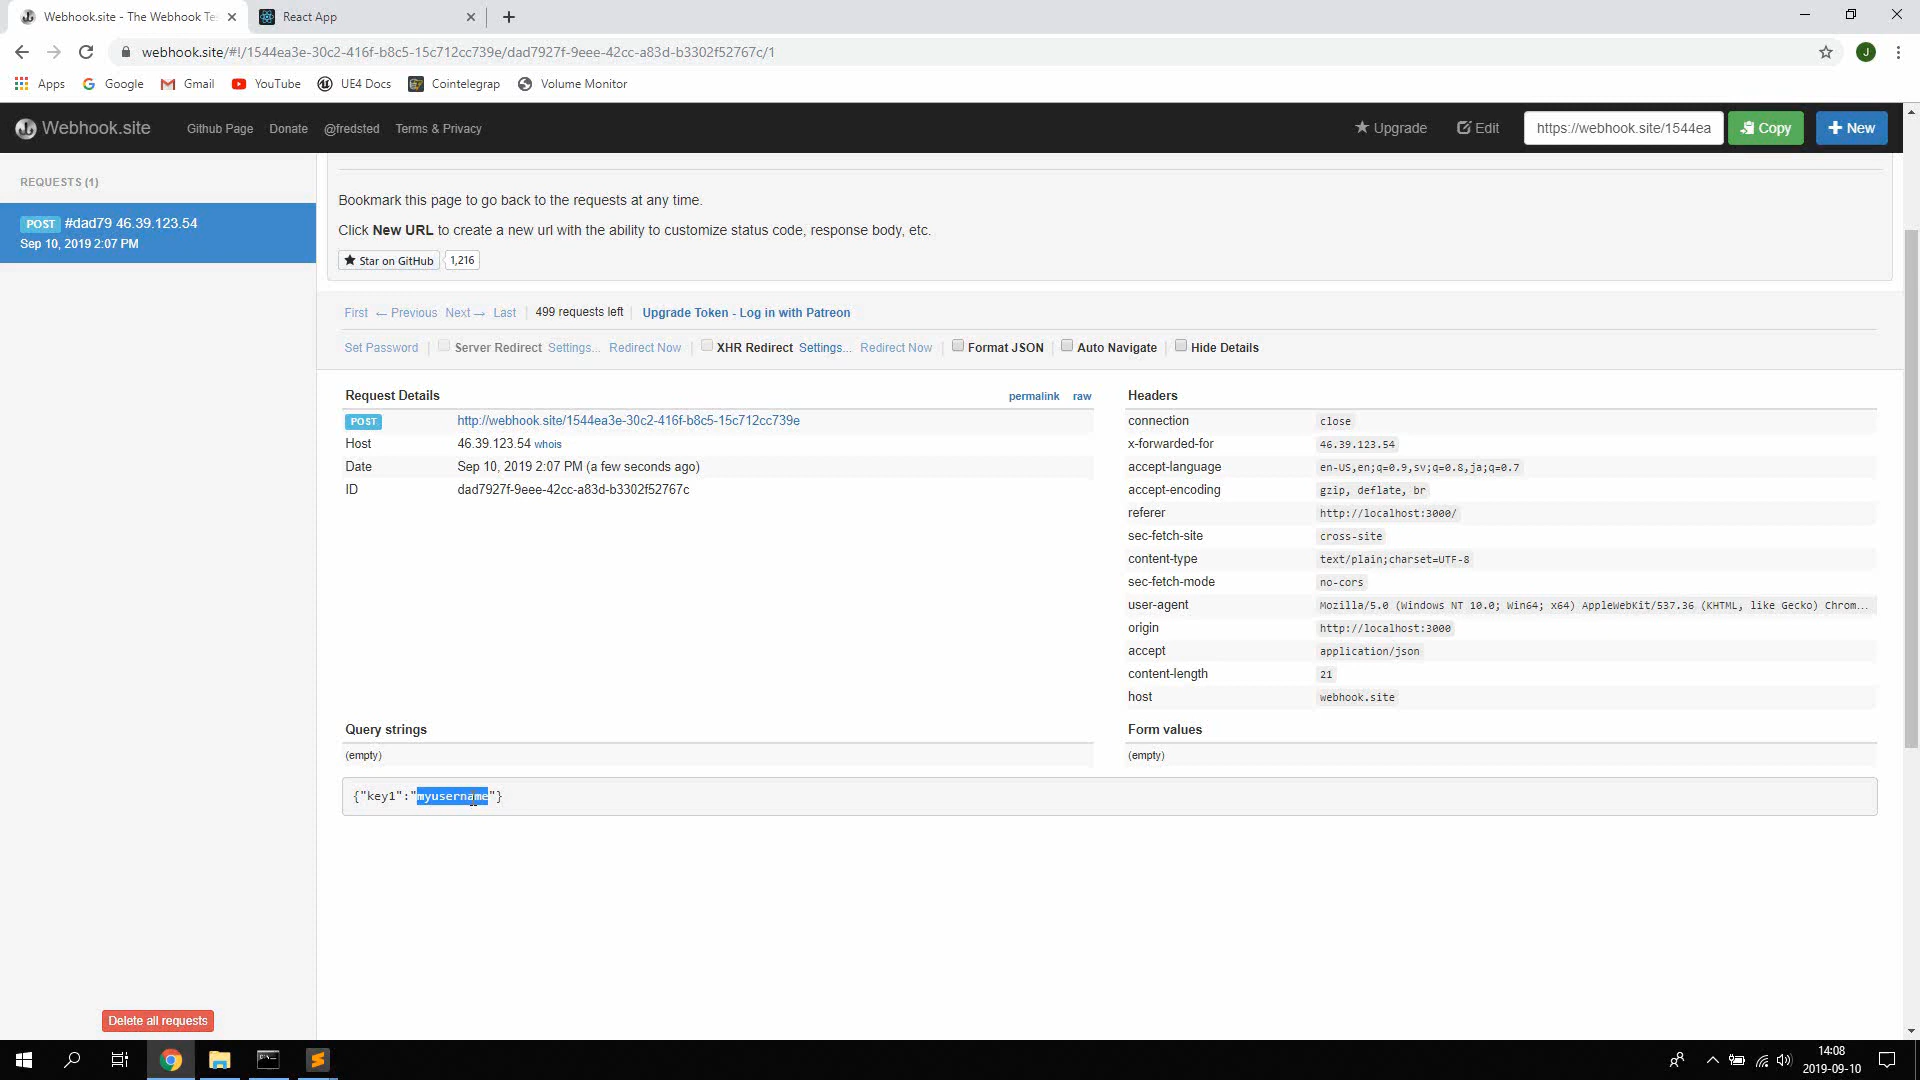 Webhook.site - The Webhook Te
React App
webhook.site/#!/1544ea3e-30c2-416f-b8c5-15c712cc739e/dad7927f-9eee-42cc-a83d-b3302f52767c/1
J
Apps Google Gmail YouTube UE4 Docs Cointelegrap Volume Monitor
Webhook.site Github Page Donate @fredsted Terms & Privacy Upgrade Edit https://webhook.site/1544ea Copy New
REQUESTS (1)
POST #dad79 46.39.123.54
Sep 10, 2019 2:07 PM
Bookmark this page to go back to the requests at any time.
Click New URL to create a new url with the ability to customize status code, response body, etc.
Star on GitHub 1,216
First ← Previous Next → Last 499 requests left Upgrade Token - Log in with Patreon
Set Password Server Redirect Settings... Redirect Now XHR Redirect Settings... Redirect Now Format JSON Auto Navigate Hide Details
Request Details permalink raw
POST http://webhook.site/1544ea3e-30c2-416f-b8c5-15c712cc739e
Host 46.39.123.54 whois
Date Sep 10, 2019 2:07 PM (a few seconds ago)
ID dad7927f-9eee-42cc-a83d-b3302f52767c
Headers
connection close
x-forwarded-for 46.39.123.54
accept-language en-US,en;q=0.9,sv;q=0.8,ja;q=0.7
accept-encoding gzip, deflate, br
referer http://localhost:3000/
sec-fetch-site cross-site
content-type text/plain;charset=UTF-8
sec-fetch-mode no-cors
user-agent Mozilla/5.0 (Windows NT 10.0; Win64; x64) AppleWebKit/537.36 (KHTML, like Gecko) Chrom...
origin http://localhost:3000
accept application/json
content-length 21
host webhook.site
Query strings
(empty)
Form values
(empty)
{"key1":"myusername"}
Delete all requests
14:08
2019-09-10